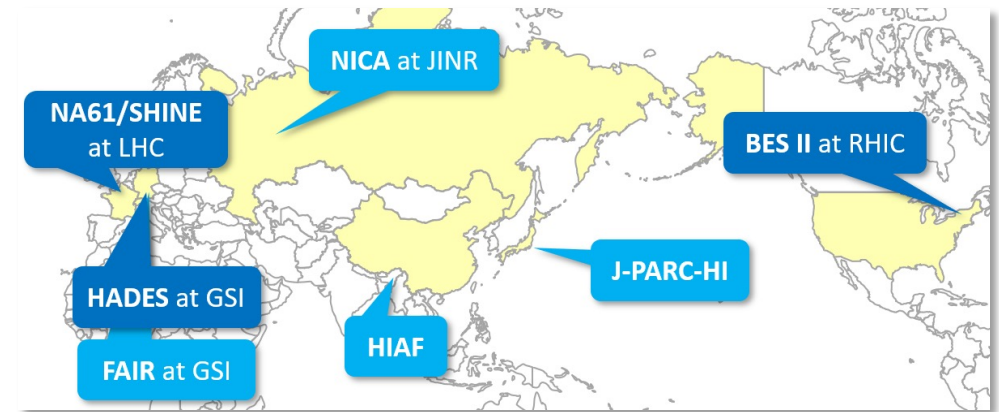 NICA at JINR
NA61/SHINE
at LHC
BES II at RHIC
J-PARC-HI
HADES at GSI
HIAF
FAIR at GSI